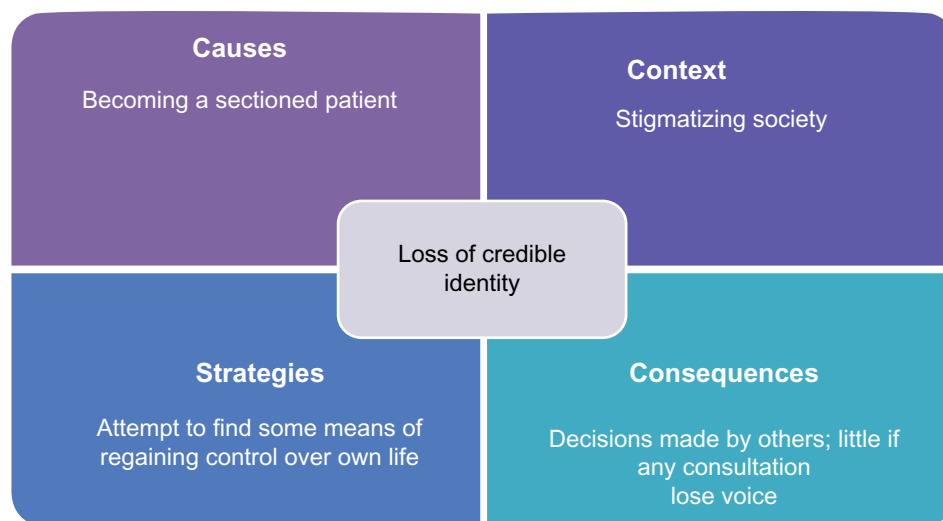 Causes
Becoming a sectioned patient
Context
Stigmatizing society
Loss of credible
identity
Strategies
Attempt to find some means of
regaining control over own life
Consequences
Decisions made by others; little if
any consultation
lose voice